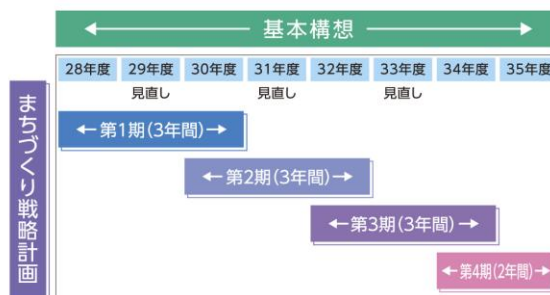 基本構想
28年度 29年度 30年度 31年度 32年度 33年度 34年度 35年度
見直し 見直し 見直し
まちづくり戦略計画
第1期(3年間)
第2期(3年間)
第3期(3年間)
第4期(2年間)